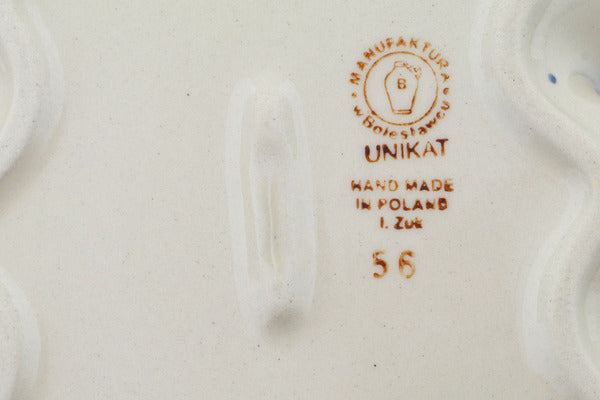 MANUFAKTURA
w Bolesławcu
B
UNIKAT
HAND MADE
IN POLAND
I. Zuk
56